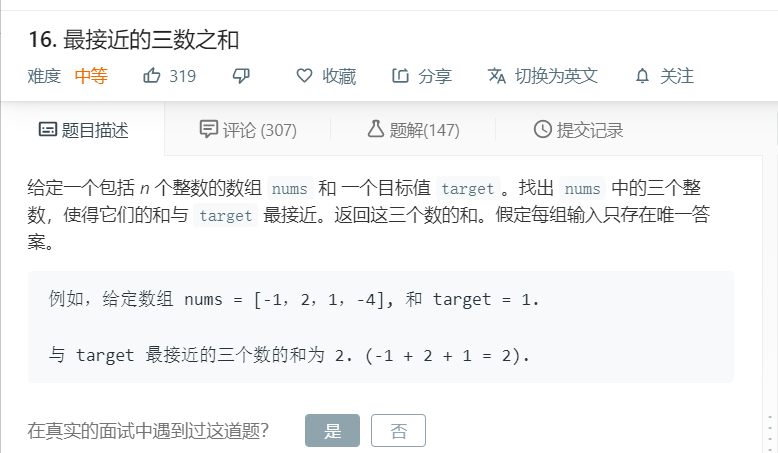 16. 最接近的三数之和
难度 中等 319 收藏 分享 切换为英文 关注
题目描述 评论 (307) 题解(147) 提交记录
给定一个包括 n 个整数的数组 nums 和 一个目标值 target。找出 nums 中的三个整
数，使得它们的和与 target 最接近。返回这三个数的和。假定每组输入只存在唯一答
案。
例如，给定数组 nums = [-1，2，1，-4], 和 target = 1.
与 target 最接近的三个数的和为 2. (-1 + 2 + 1 = 2).
在真实的面试中遇到过这道题？ 是 否